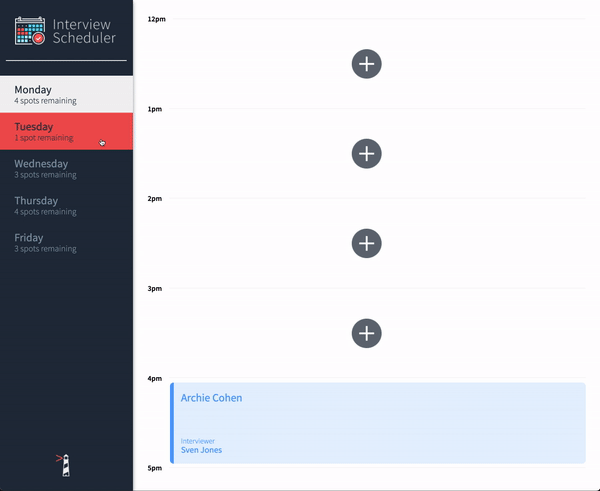 Interview
Scheduler
Monday
4 spots remaining
Tuesday
1 spot remaining
Wednesday
3 spots remaining
Thursday
4 spots remaining
Friday
3 spots remaining
12pm
1pm
2pm
3pm
4pm
Archie Cohen
Interviewer
Sven Jones
5pm